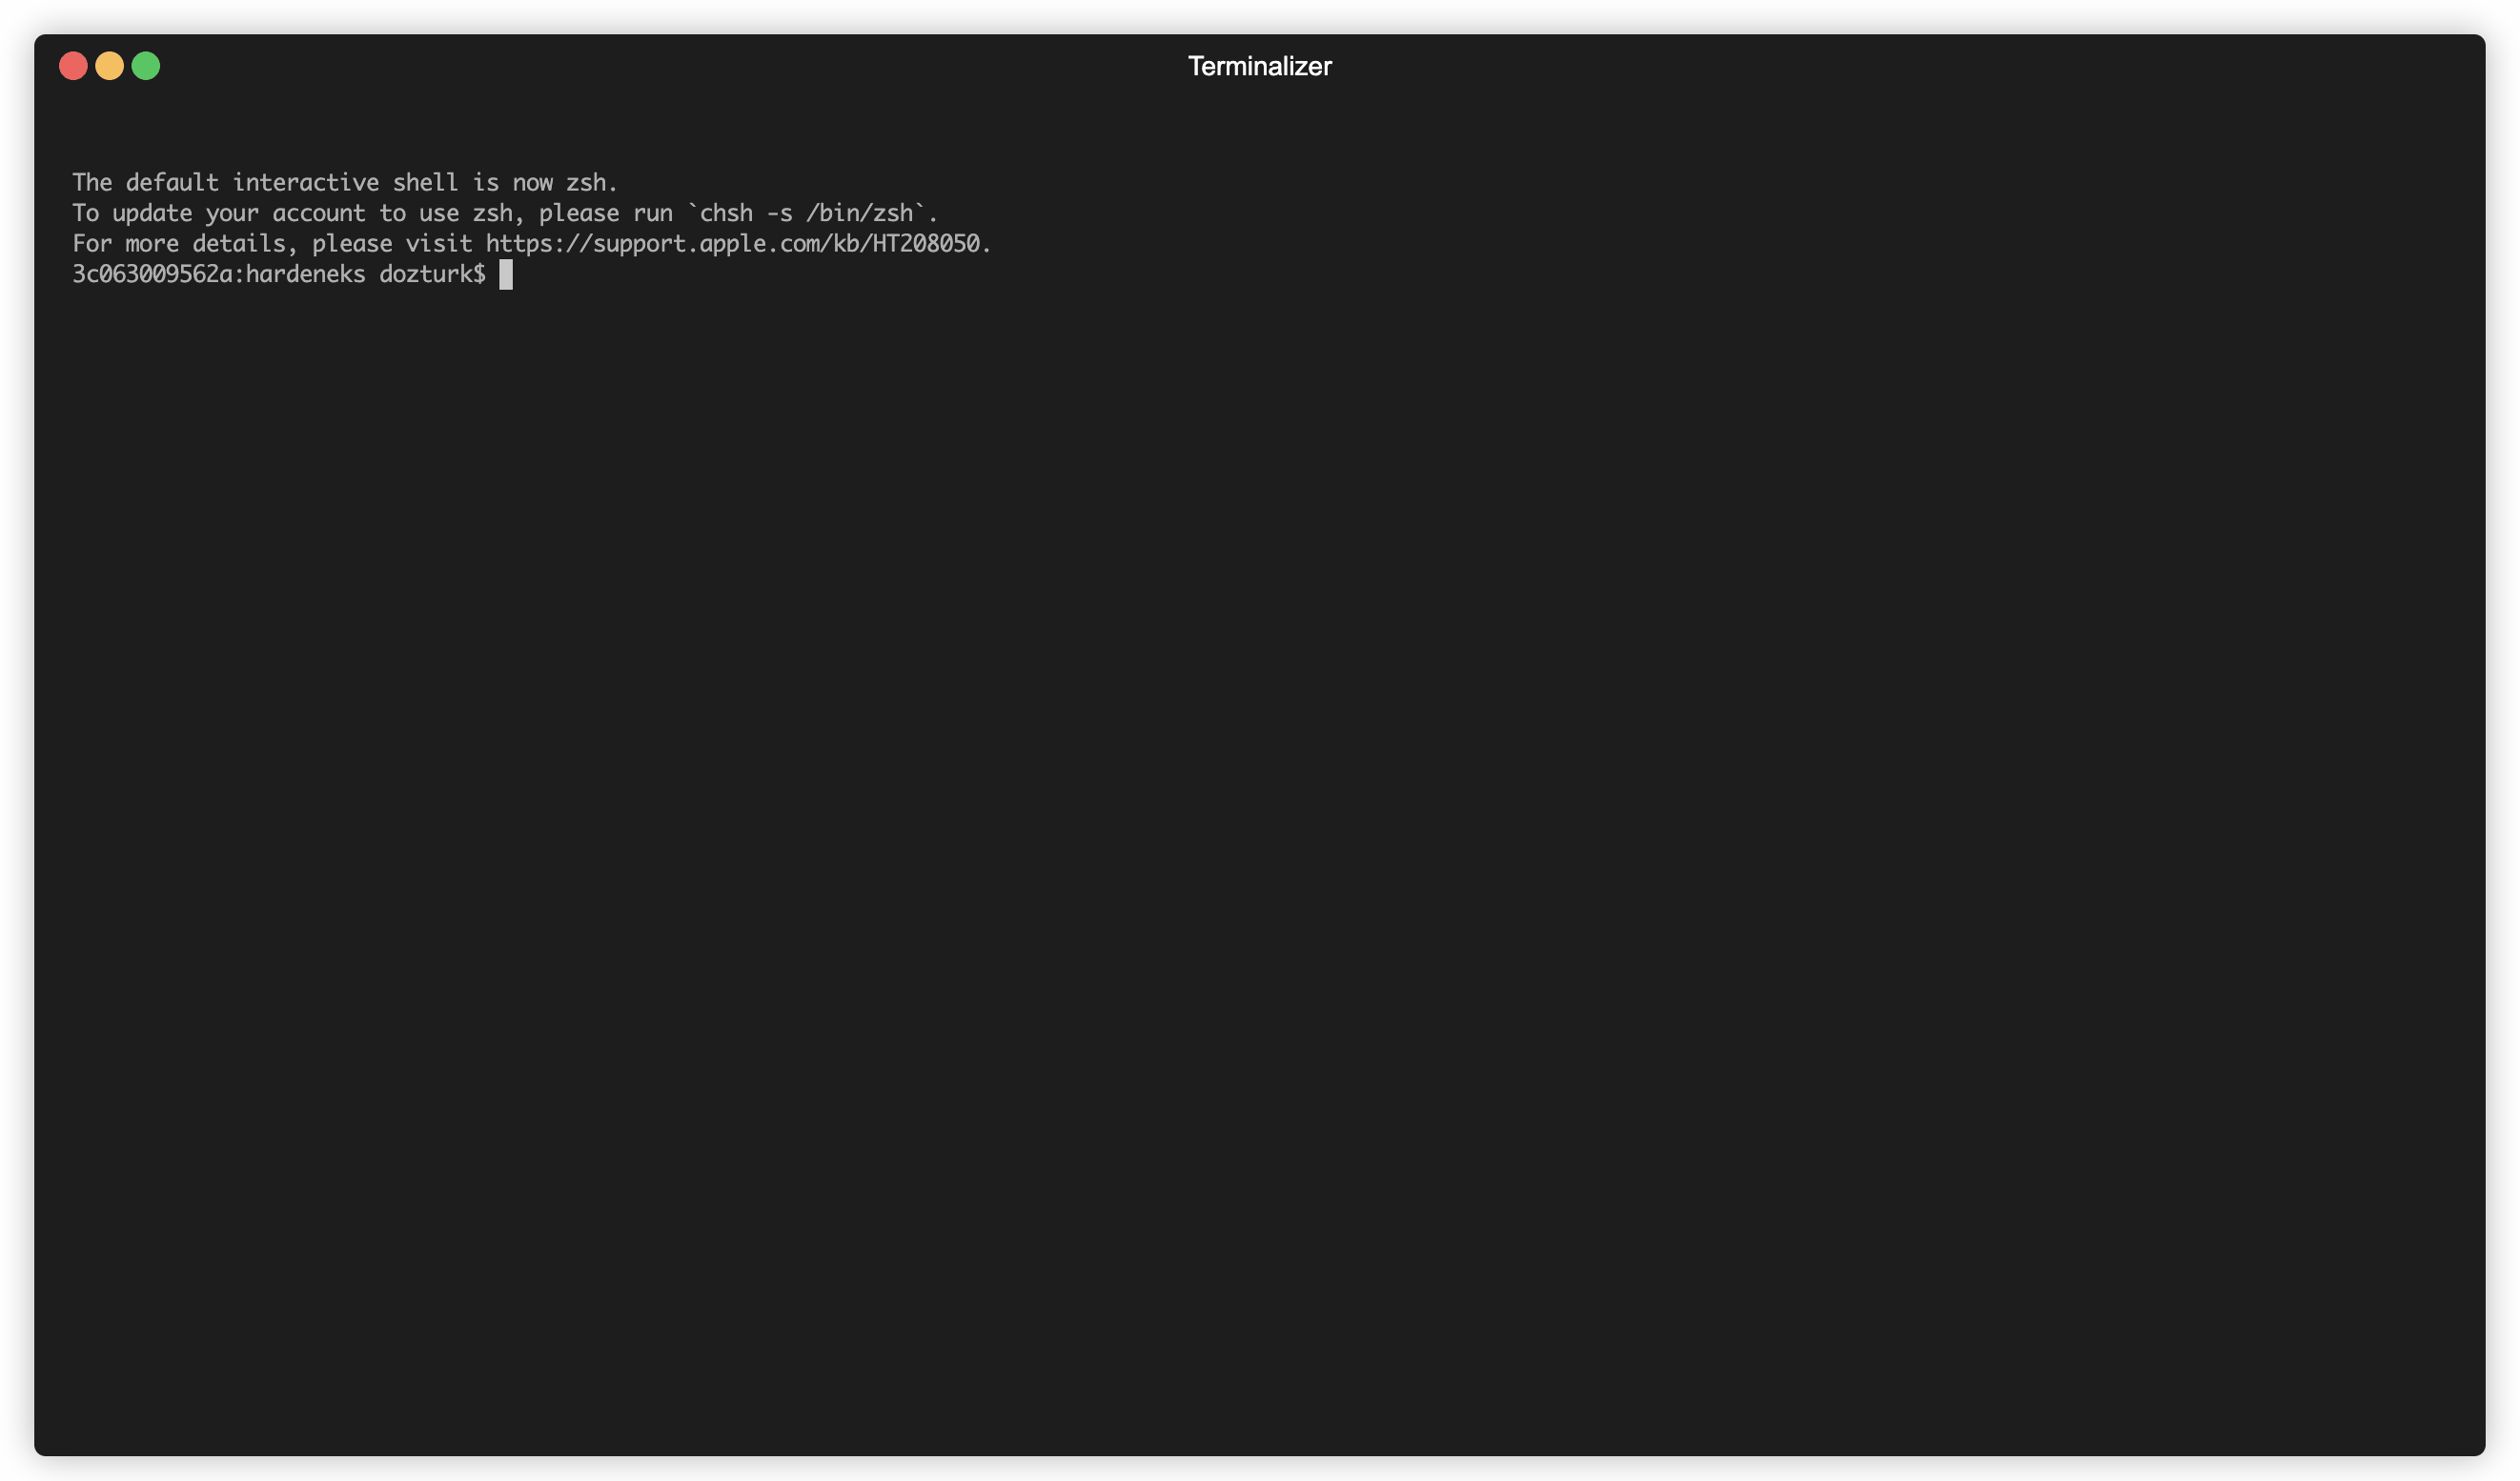 Terminalizer
The default interactive shell is now zsh.
To update your account to use zsh, please run `chsh -s /bin/zsh`.
For more details, please visit https://support.apple.com/kb/HT208050.
3c063009562a:hardeneks dozturk$